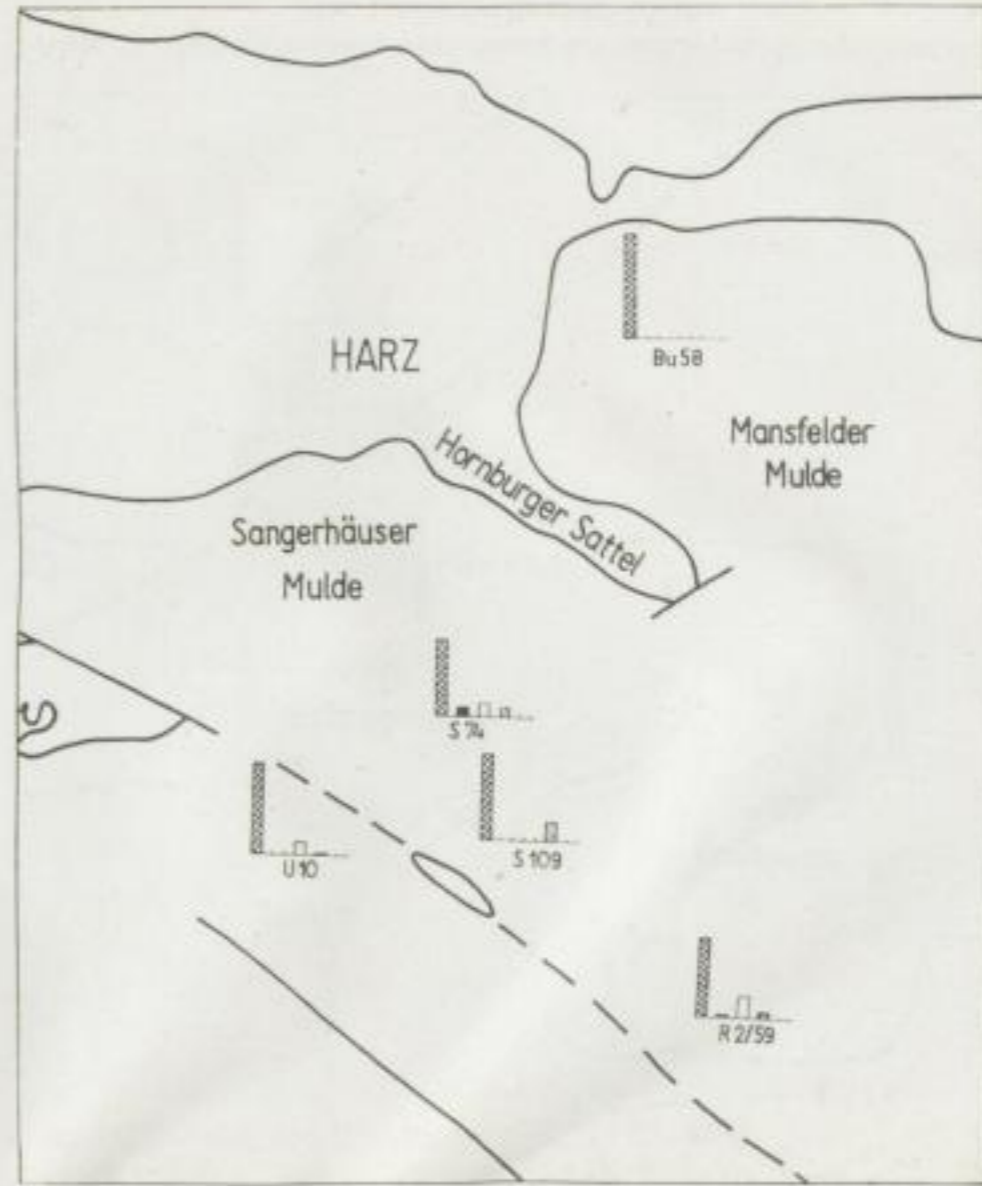 Bu 58
HARZ
Mansfelder
Mulde
Hornburger Sattel
Sangerhäuser
Mulde
S 74
S 109
U 10
R 2/59